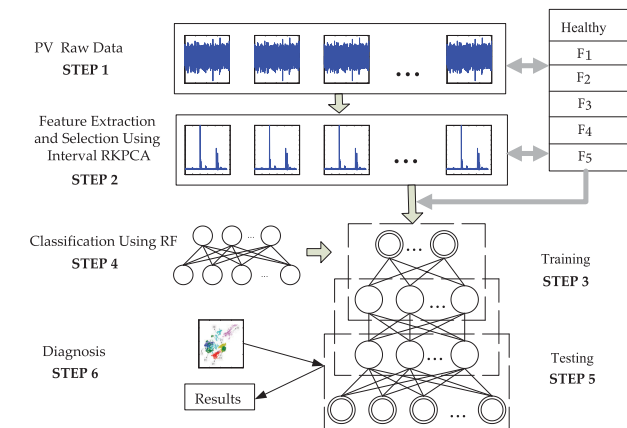 PV Raw Data
STEP 1
...
Healthy
F1
F2
F3
F4
F5
Feature Extraction
and Selection Using
Interval RKPCA
STEP 2
...
Classification Using RF
STEP 4
...
...
...
...
...
Training
STEP 3
Diagnosis
STEP 6
Results
...
Testing
STEP 5